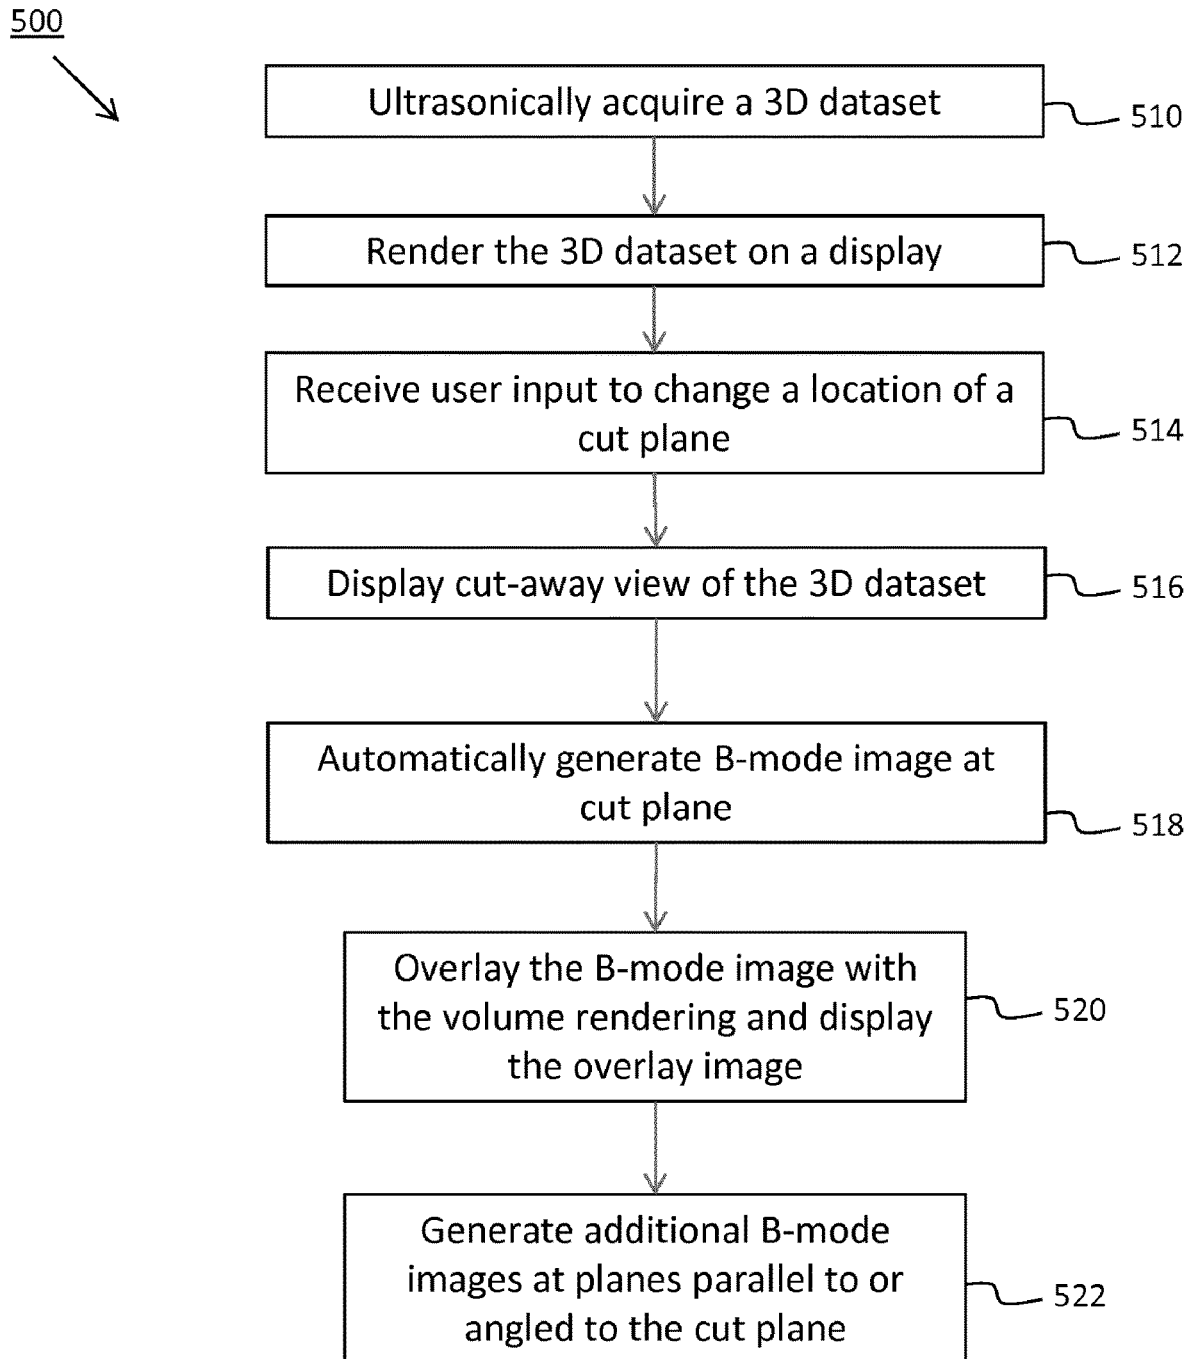 500
Ultrasonically acquire a 3D dataset
510
Render the 3D dataset on a display
512
Receive user input to change a location of a
cut plane
514
Display cut-away view of the 3D dataset
516
Automatically generate B-mode image at
cut plane
518
Overlay the B-mode image with
the volume rendering and display
the overlay image
520
Generate additional B-mode
images at planes parallel to or
angled to the cut plane
522